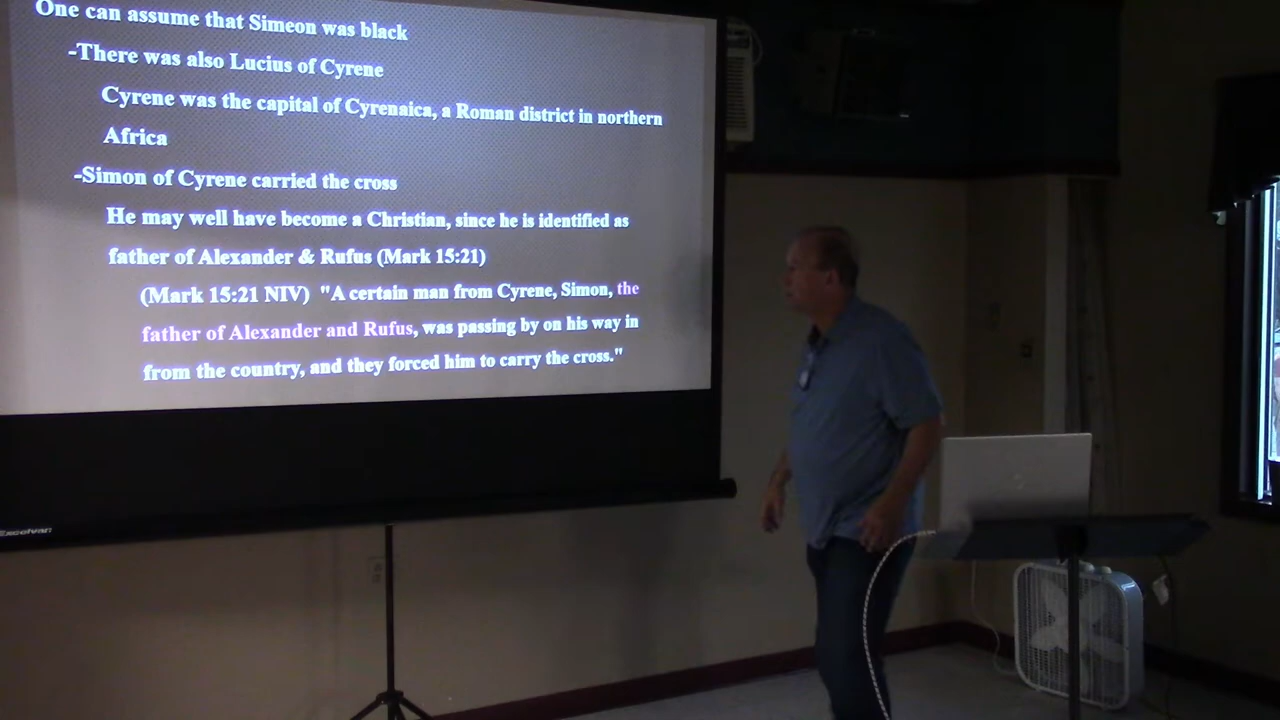 One can assume that Simeon was black
-There was also Lucius of Cyrene
Cyrene was the capital of Cyrenaica, a Roman district in northern
Africa
-Simon of Cyrene carried the cross
He may well have become a Christian, since he is identified as
father of Alexander & Rufus (Mark 15:21)
(Mark 15:21 NIV) "A certain man from Cyrene, Simon, the
father of Alexander and Rufus, was passing by on his way in
from the country, and they forced him to carry the cross."
Excelvan